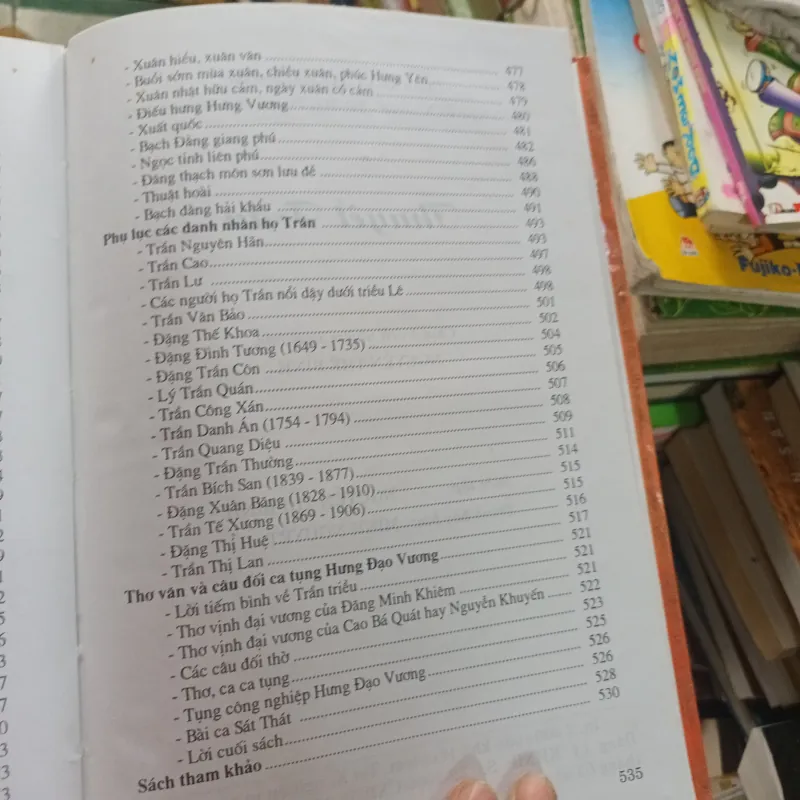 - Xuân hiểu, xuân vãn ... 477
- Buổi sớm mùa xuân, chiều xuân, phúc Hưng Yên ... 478
- Xuân nhật hữu cảm, ngày xuân có cảm ... 479
- Điếu hưng Hưng Vương ... 480
- Xuất quốc ... 481
- Bạch Đằng giang phú ... 482
- Ngọc tỉnh liên phú ... 486
- Đăng thạch môn sơn lưu đề ... 488
- Thuật hoài ... 490
- Bạch đằng hải khẩu ... 491
Phụ lục các danh nhân họ Trần ... 493
- Trần Nguyên Hãn ... 493
- Trần Cao ... 497
- Trần Lư ... 498
- Các người họ Trần nổi dậy dưới triều Lê ... 498
- Trần Văn Bảo ... 501
- Đặng Thế Khoa ... 502
- Đặng Đình Tương (1649 - 1735) ... 504
- Đặng Trần Côn ... 505
- Lý Trần Quán ... 506
- Trần Công Xán ... 507
- Trần Danh Án (1754 - 1794) ... 508
- Trần Quang Diệu ... 509
- Đặng Trần Thường ... 511
- Trần Bích San (1839 - 1877) ... 514
- Đặng Xuân Bảng (1828 - 1910) ... 515
- Trần Tế Xương (1869 - 1906) ... 515
- Đặng Thị Huệ ... 516
- Trần Thị Lan ... 517
Thơ văn và câu đối ca tụng Hưng Đạo Vương ... 521
- Lời tiếm bình về Trần triều ... 521
- Thơ vịnh đại vương của Đặng Minh Khiêm ... 521
- Thơ vịnh đại vương của Cao Bá Quát hay Nguyễn Khuyến ... 522
- Các câu đối thờ ... 523
- Thơ, ca ca tụng ... 525
- Tụng công nghiệp Hưng Đạo Vương ... 526
- Bài ca Sát Thát ... 526
- Lời cuối sách ... 528
Sách tham khảo ... 530
535